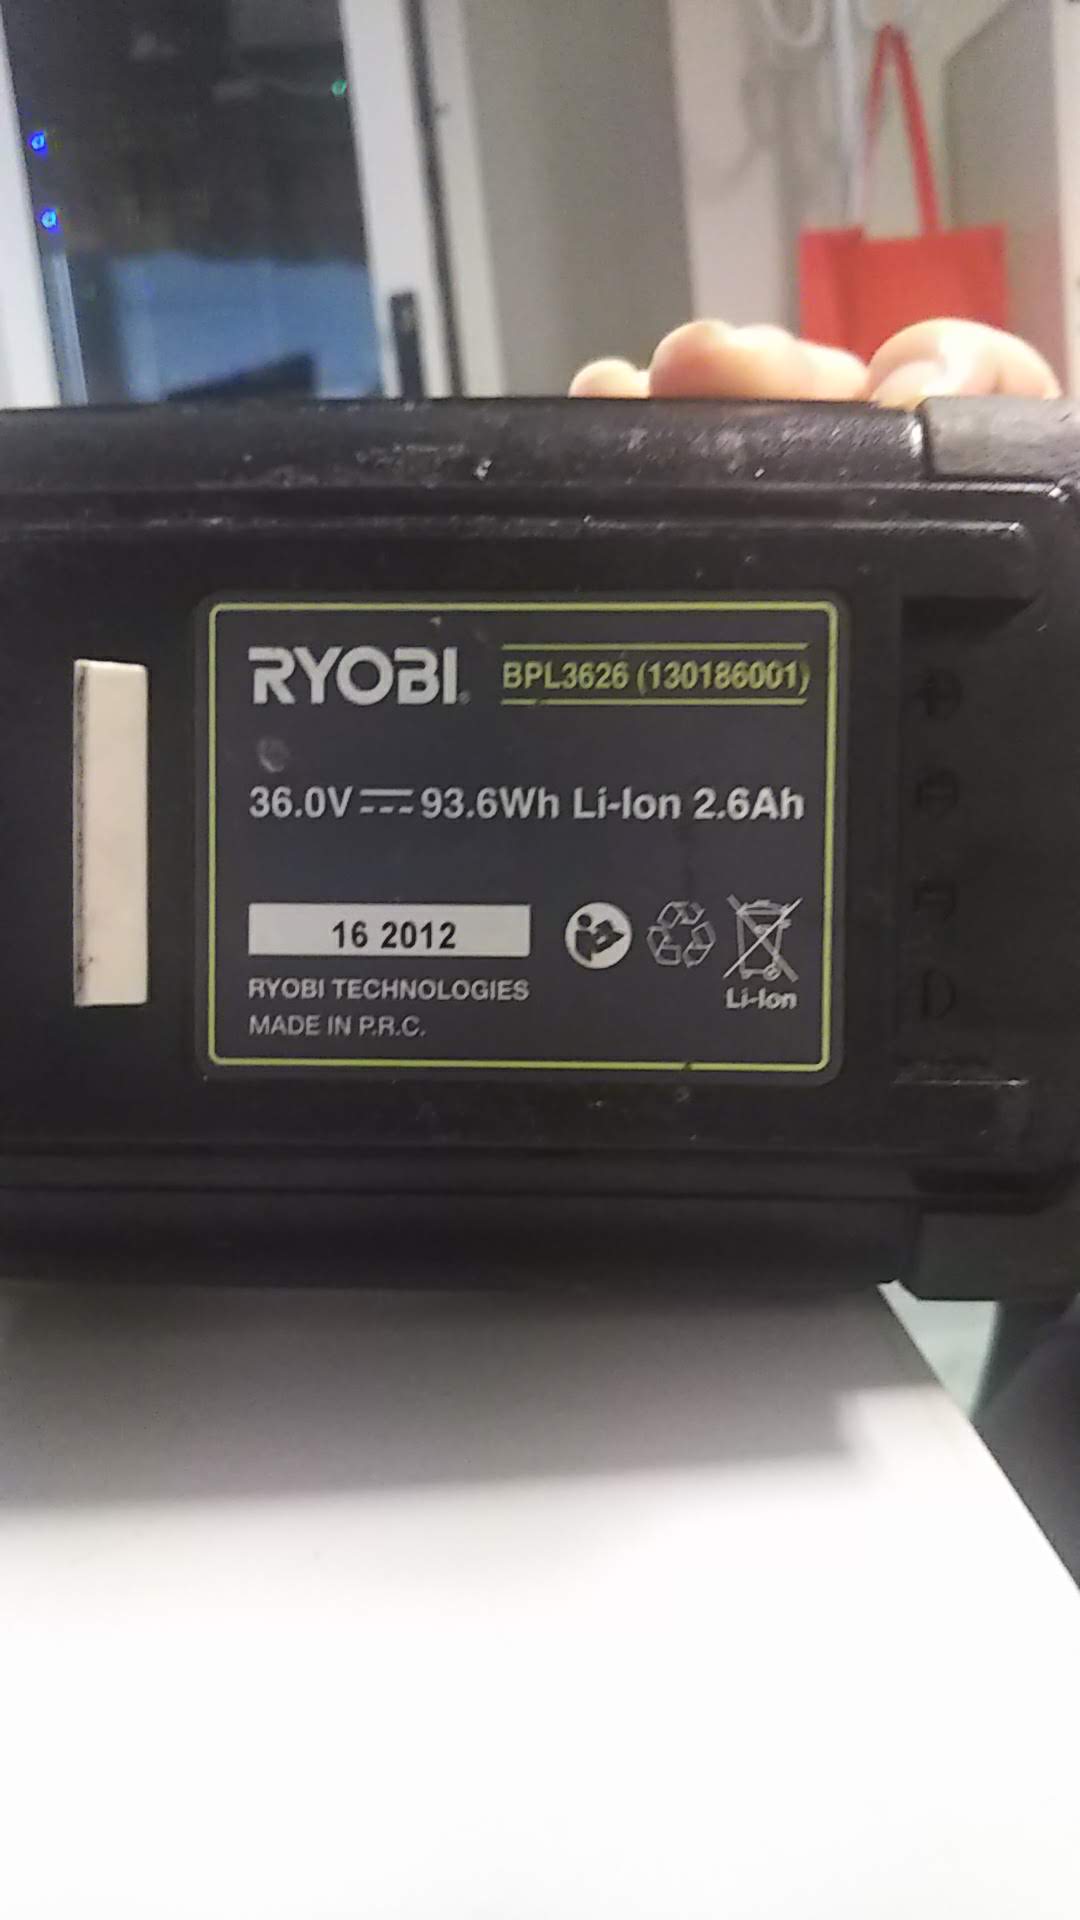 RYOBI® BPL3626 (130186001)
36.0V 93.6Wh Li-Ion 2.6Ah
16 2012
RYOBI TECHNOLOGIES
MADE IN P.R.C.
Li-Ion